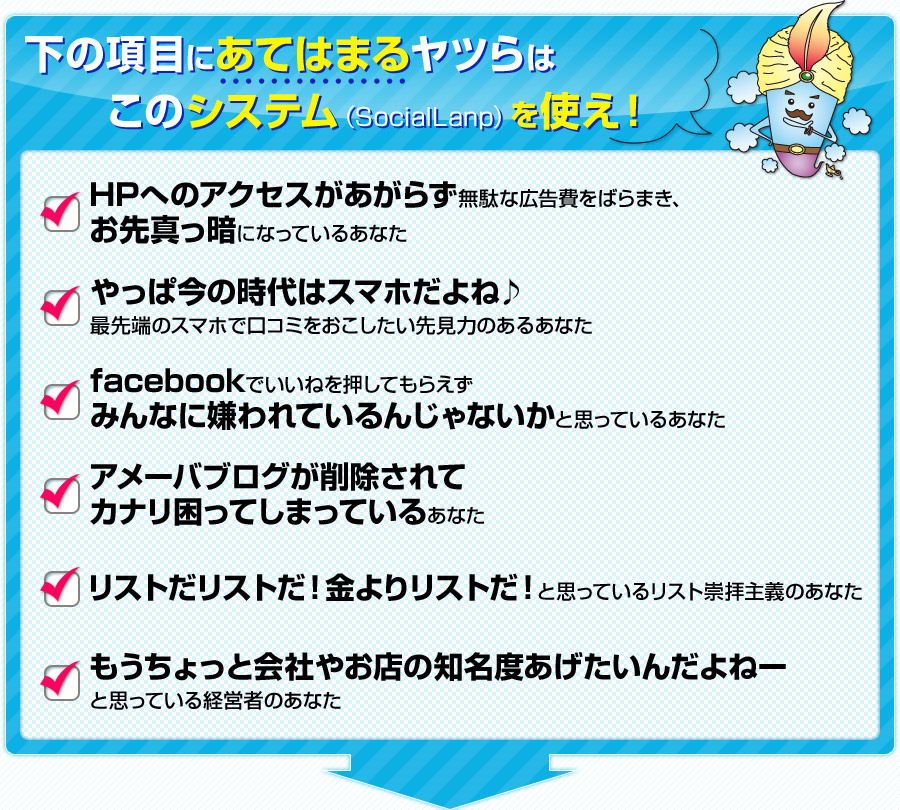 下の項目にあてはまるヤツらは
このシステム(SocialLanp)を使え!
HPへのアクセスがあがらず無駄な広告費をばらまき、
お先真っ暗になっているあなた
やっぱ今の時代はスマホだよね♪
最先端のスマホで口コミをおこしたい先見力のあるあなた
facebookでいいねを押してもらえず
みんなに嫌われているんじゃないかと思っているあなた
アメーバブログが削除されて
カナリ困ってしまっているあなた
リストだリストだ!金よりリストだ!と思っているリスト崇拝主義のあなた
もうちょっと会社やお店の知名度あげたいんだよねー
と思っている経営者のあなた